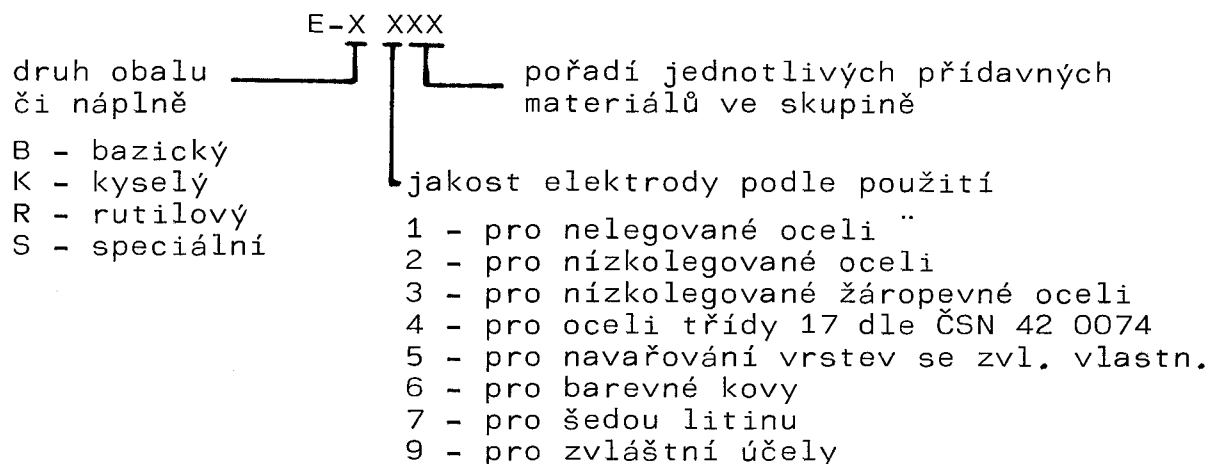 E-X XXX
druh obalu
či náplně
B - bazický
K - kyselý
R - rutilový
S - speciální
pořadí jednotlivých přídavných
materiálů ve skupině
jakost elektrody podle použití
1 - pro nelegované oceli
2 - pro nízkolegované oceli
3 - pro nízkolegované žáropevné oceli
4 - pro oceli třídy 17 dle ČSN 42 0074
5 - pro navařování vrstev se zvl. vlastn.
6 - pro barevné kovy
7 - pro šedou litinu
9 - pro zvláštní účely